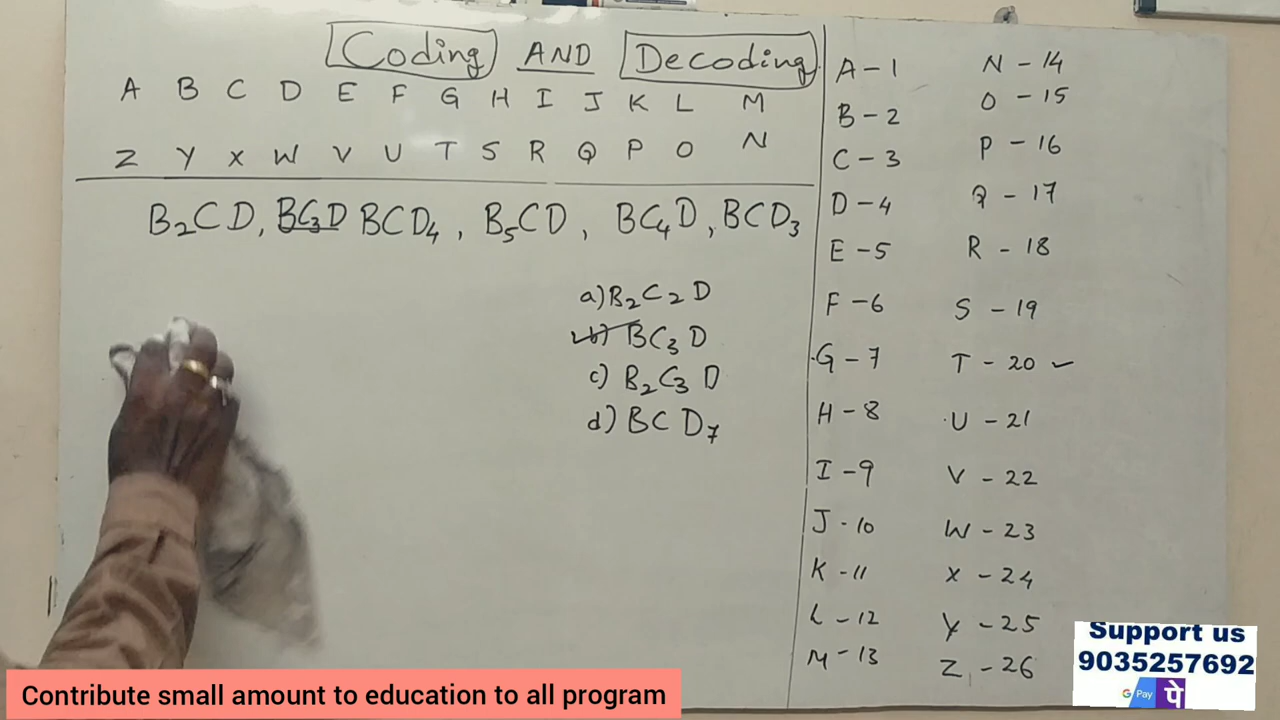 Coding AND Decoding
A B C D E F G H I J K L M
Z Y X W V U T S R Q P O N
B₂CD, BC₃D BCD₄, B₅CD, BC₄D, BCD₃
a) B₂C₂D
b) BC₃D
c) B₂C₃D
d) BCD₇
A - 1
B - 2
C - 3
D - 4
E - 5
F - 6
G - 7
H - 8
I - 9
J - 10
K - 11
L - 12
M - 13
N - 14
O - 15
P - 16
Q - 17
R - 18
S - 19
T - 20 ✓
U - 21
V - 22
W - 23
X - 24
Y - 25
Z - 26
Support us
9035257692
G Pay पे
Contribute small amount to education to all program